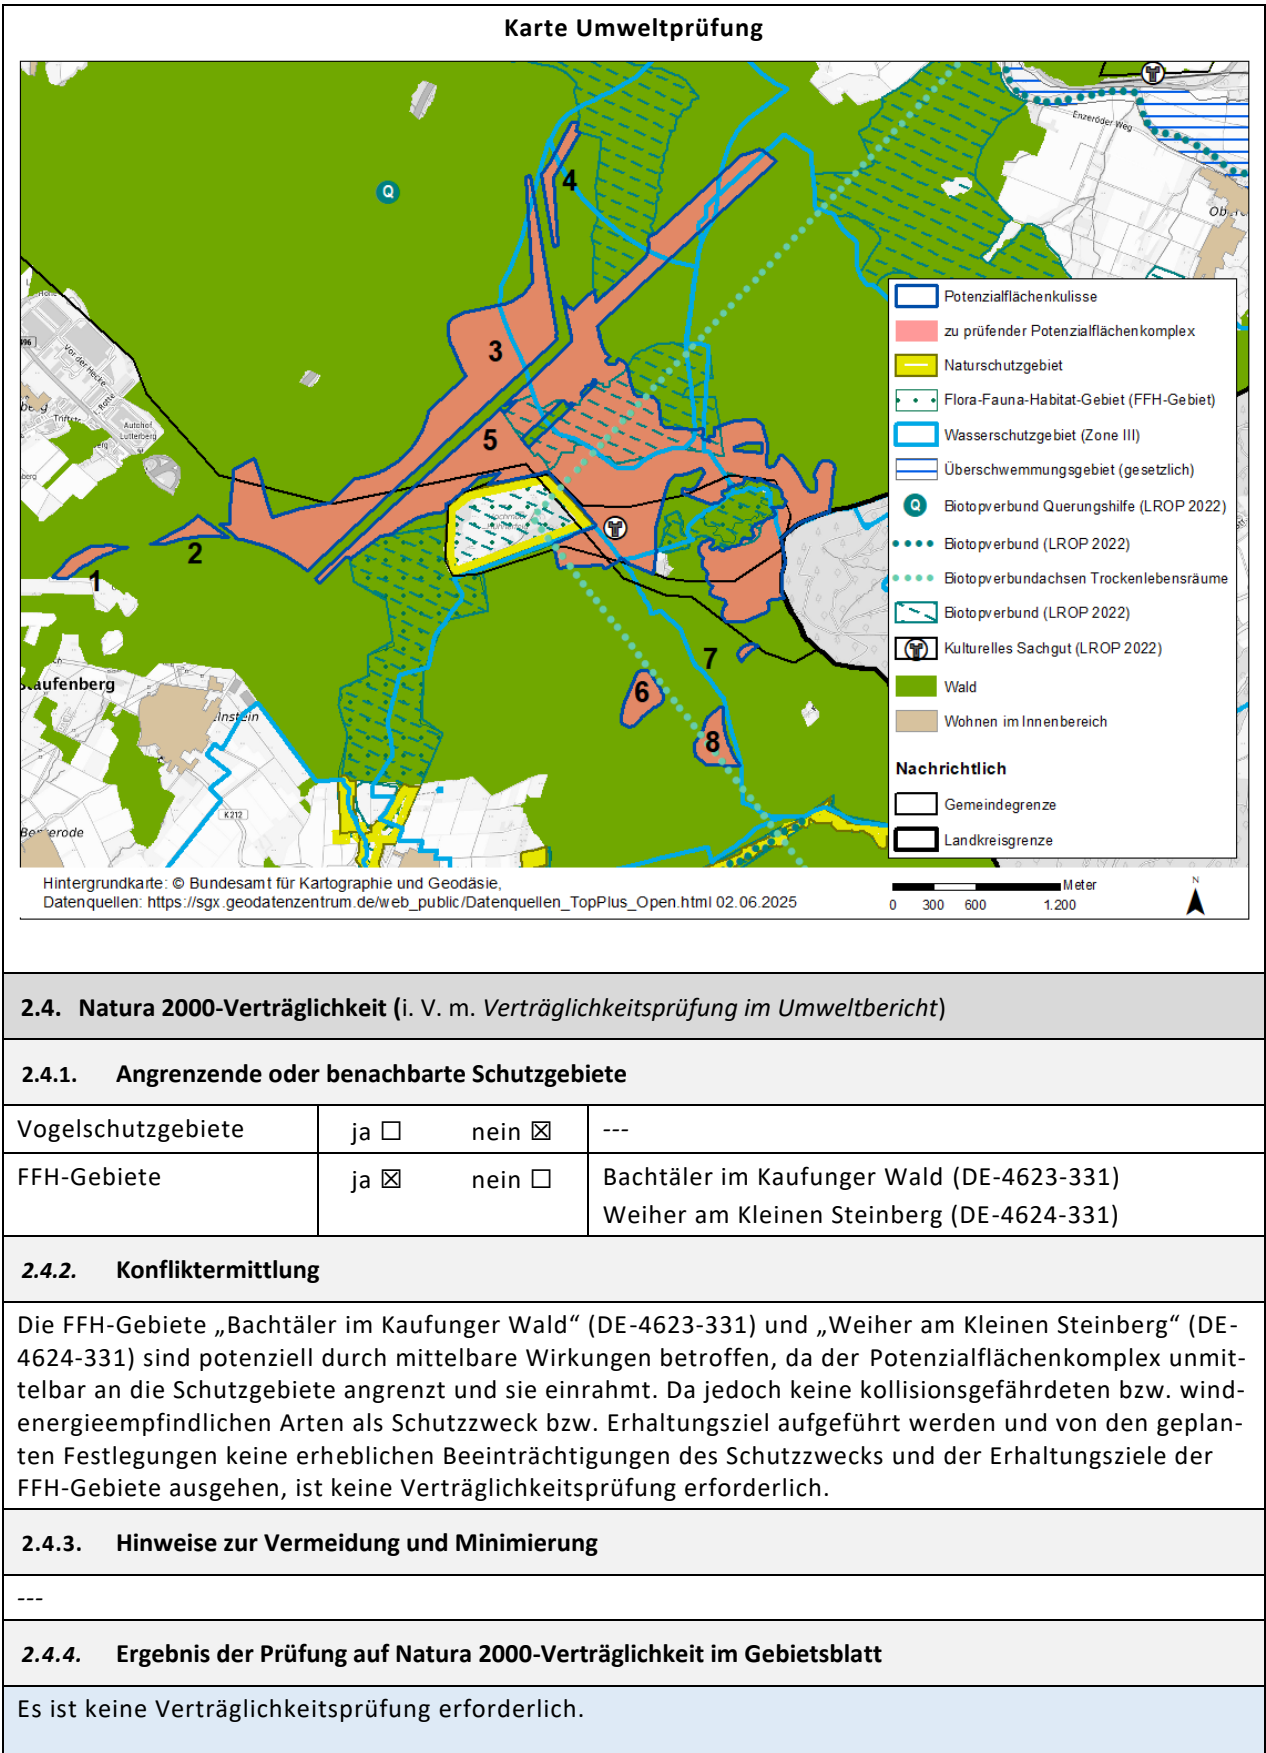 Karte Umweltprüfung
Enzeröder Weg
Q
4
Vor der Hecke
496
3
Triftstr.
Autohof
Lutterberg
5
2
1
7
6
8
Staufenberg
K212
Potenzialflächenkulisse
zu prüfender Potenzialflächenkomplex
Naturschutzgebiet
Flora-Fauna-Habitat-Gebiet (FFH-Gebiet)
Wasserschutzgebiet (Zone III)
Überschwemmungsgebiet (gesetzlich)
Q Biotopverbund Querungshilfe (LROP 2022)
Biotopverbund (LROP 2022)
Biotopverbundachsen Trockenlebensräume
Biotopverbund (LROP 2022)
Kulturelles Sachgut (LROP 2022)
Wald
Wohnen im Innenbereich
Nachrichtlich
Gemeindegrenze
Landkreisgrenze
Hintergrundkarte: © Bundesamt für Kartographie und Geodäsie,
Datenquellen: https://sgx.geodatenzentrum.de/web_public/Datenquellen_TopPlus_Open.html 02.06.2025
Meter
0 300 600 1.200
N
2.4. Natura 2000-Verträglichkeit (i. V. m. Verträglichkeitsprüfung im Umweltbericht)
2.4.1. Angrenzende oder benachbarte Schutzgebiete
Vogelschutzgebiete ja ☐ nein ☒ ---
FFH-Gebiete ja ☒ nein ☐ Bachtäler im Kaufunger Wald (DE-4623-331)
Weiher am Kleinen Steinberg (DE-4624-331)
2.4.2. Konfliktermittlung
Die FFH-Gebiete „Bachtäler im Kaufunger Wald“ (DE-4623-331) und „Weiher am Kleinen Steinberg“ (DE-
4624-331) sind potenziell durch mittelbare Wirkungen betroffen, da der Potenzialflächenkomplex unmit-
telbar an die Schutzgebiete angrenzt und sie einrahmt. Da jedoch keine kollisionsgefährdeten bzw. wind-
energieempfindlichen Arten als Schutzzweck bzw. Erhaltungsziel aufgeführt werden und von den geplan-
ten Festlegungen keine erheblichen Beeinträchtigungen des Schutzzwecks und der Erhaltungsziele der
FFH-Gebiete ausgehen, ist keine Verträglichkeitsprüfung erforderlich.
2.4.3. Hinweise zur Vermeidung und Minimierung
---
2.4.4. Ergebnis der Prüfung auf Natura 2000-Verträglichkeit im Gebietsblatt
Es ist keine Verträglichkeitsprüfung erforderlich.